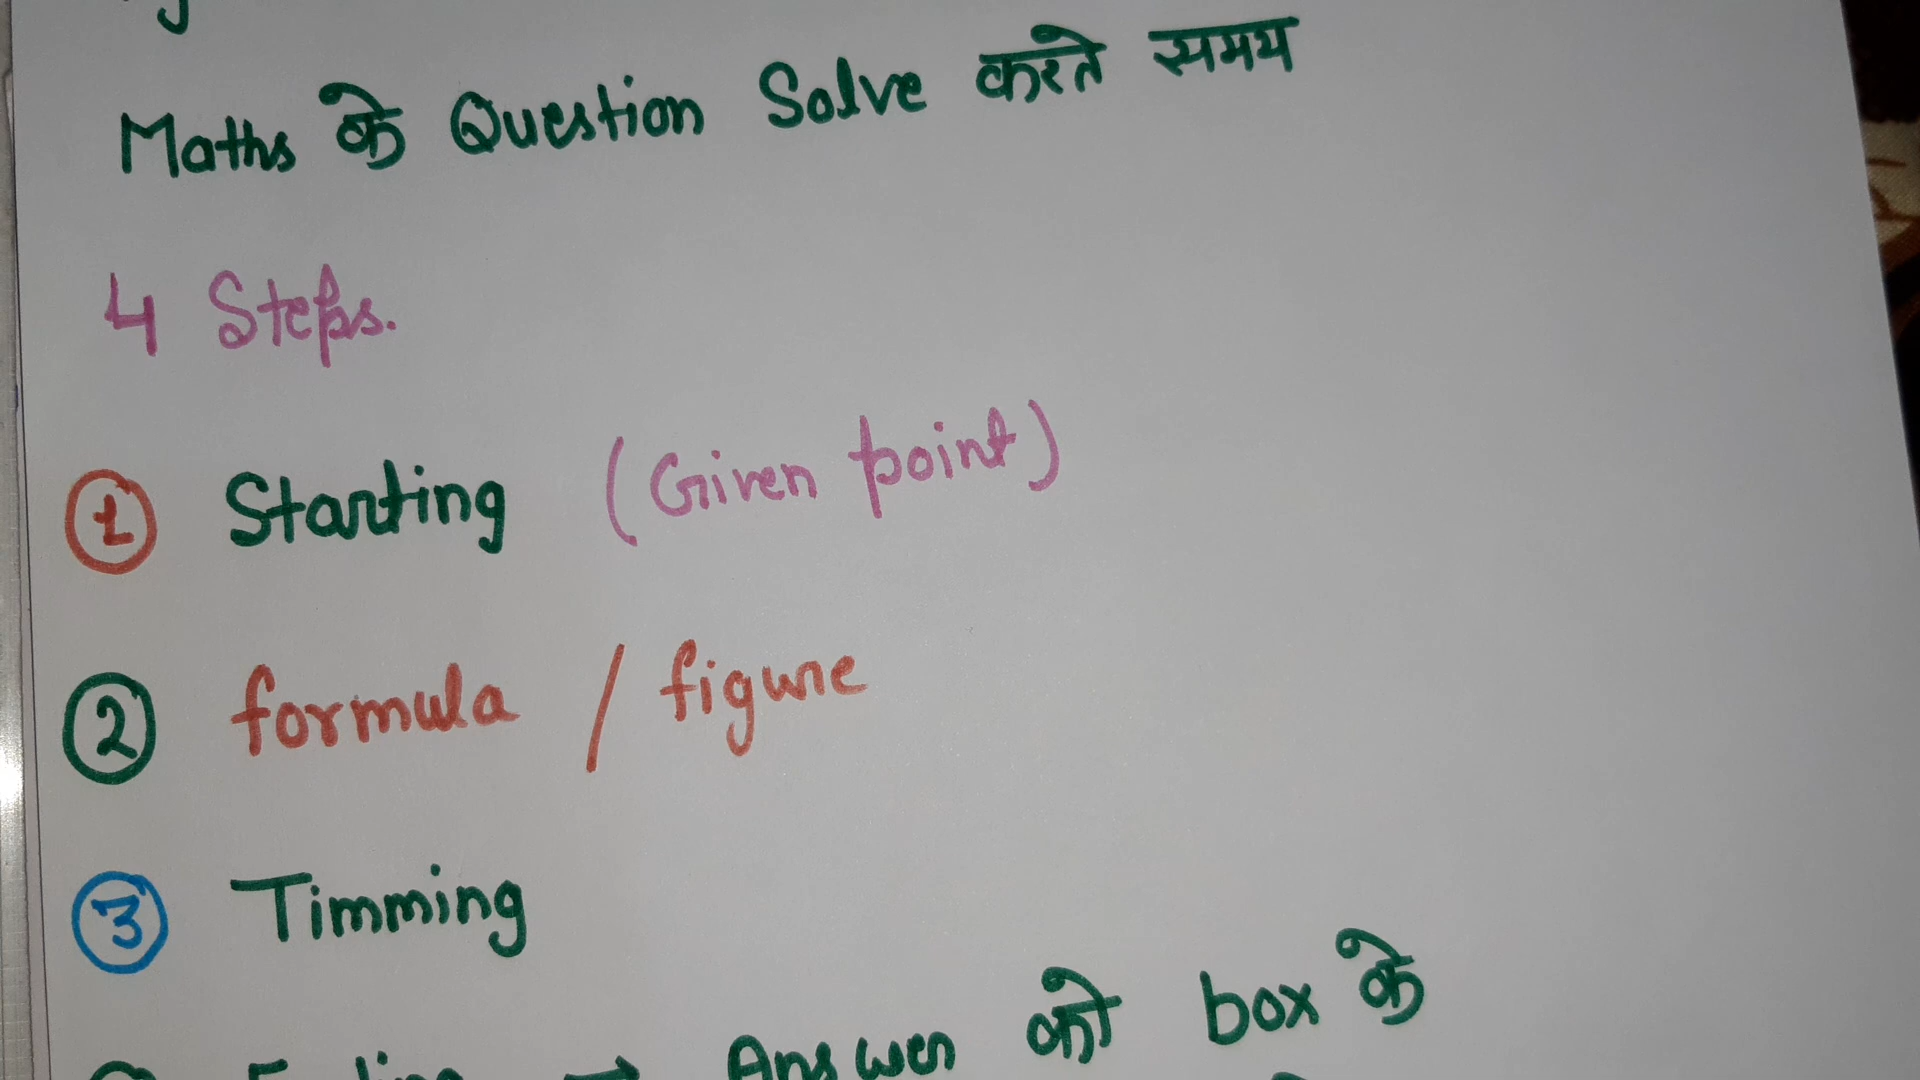 Maths के Question Solve करते समय
4 Steps.
① Starting (Given point)
② formula / figure
③ Timming
Answer को box के